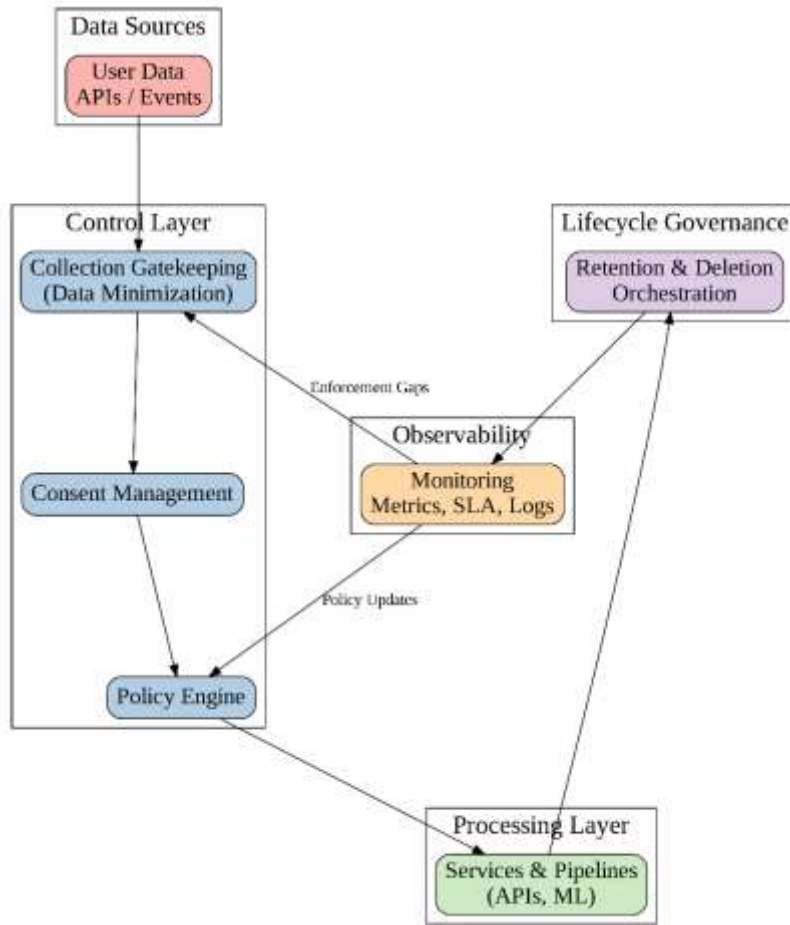 Data Sources
User Data
APIs / Events
Control Layer
Collection Gatekeeping
(Data Minimization)
Lifecycle Governance
Retention & Deletion
Orchestration
Enforcement Gaps
Observability
Monitoring
Metrics, SLA, Logs
Consent Management
Policy Updates
Policy Engine
Processing Layer
Services & Pipelines
(APIs, ML)